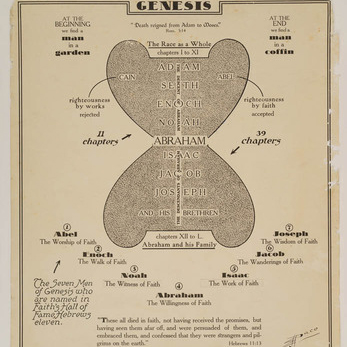 GENESIS
AT THE
BEGINNING
we find a
man
in a
garden
"Death reigned from Adam to Moses."
Rom. 5:14
AT THE
END
we find a
man
in a
coffin
The Race as a Whole
chapters I to XI
ADAM
CAIN
ABEL
SETH
ENOCH
NOAH
righteousness
by works
rejected
righteousness
by faith
accepted
11
chapters
39
chapters
ABRAHAM
ISAAC
JACOB
JOSEPH
AND HIS BRETHREN
THE DESCENDANTS OF ABRAHAM
chapters XII to L
Abraham and his Family
1
Abel
The Worship of Faith
2
Enoch
The Walk of Faith
3
Noah
The Witness of Faith
4
Abraham
The Willingness of Faith
5
Isaac
The Work of Faith
6
Jacob
The Wanderings of Faith
7
Joseph
The Wisdom of Faith
The Seven Men
of Genesis who
are named in
Faith's Hall of
Fame, Hebrews
eleven.
"These all died in faith, not having received the promises, but
having seen them afar off, and were persuaded of them, and
embraced them, and confessed that they were strangers and pil-
grims on the earth."
Hebrews 11:13